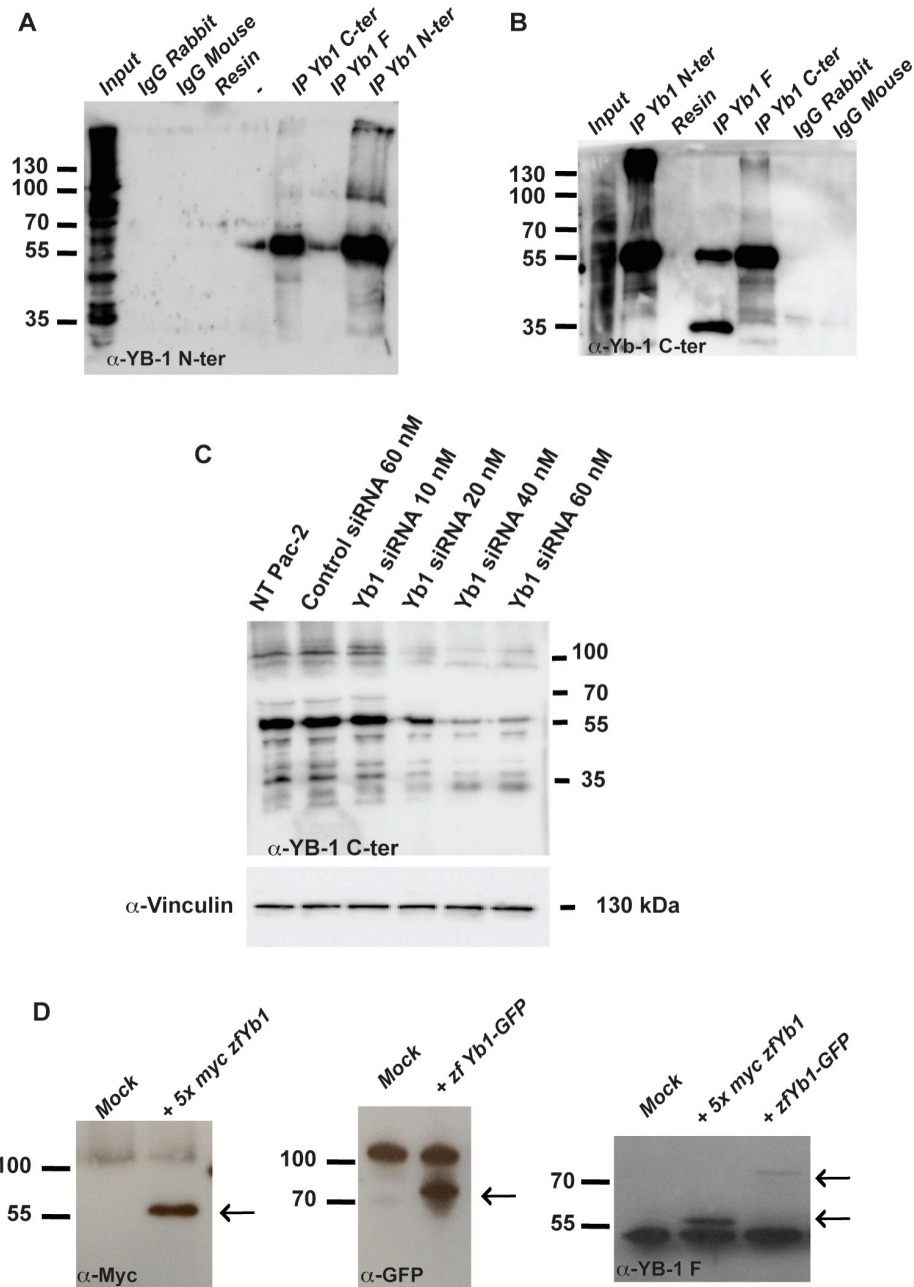 A
Input
IgG Rabbit
IgG Mouse
Resin
-
IP Yb1 C-ter
IP Yb1 F
IP Yb1 N-ter
130
100
70
55
35
α-YB-1 N-ter
B
Input
IP Yb1 N-ter
Resin
IP Yb1 F
IP Yb1 C-ter
IgG Rabbit
IgG Mouse
130
100
70
55
35
α-Yb-1 C-ter
C
NT Pac-2
Control siRNA 60 nM
Yb1 siRNA 10 nM
Yb1 siRNA 20 nM
Yb1 siRNA 40 nM
Yb1 siRNA 60 nM
100
70
55
35
α-YB-1 C-ter
α-Vinculin
130 kDa
D
Mock
+ 5x myc zfYb1
100
55
α-Myc
Mock
+ zf Yb1-GFP
100
70
α-GFP
Mock
+ 5x myc zfYb1
+ zfYb1-GFP
70
55
α-YB-1 F